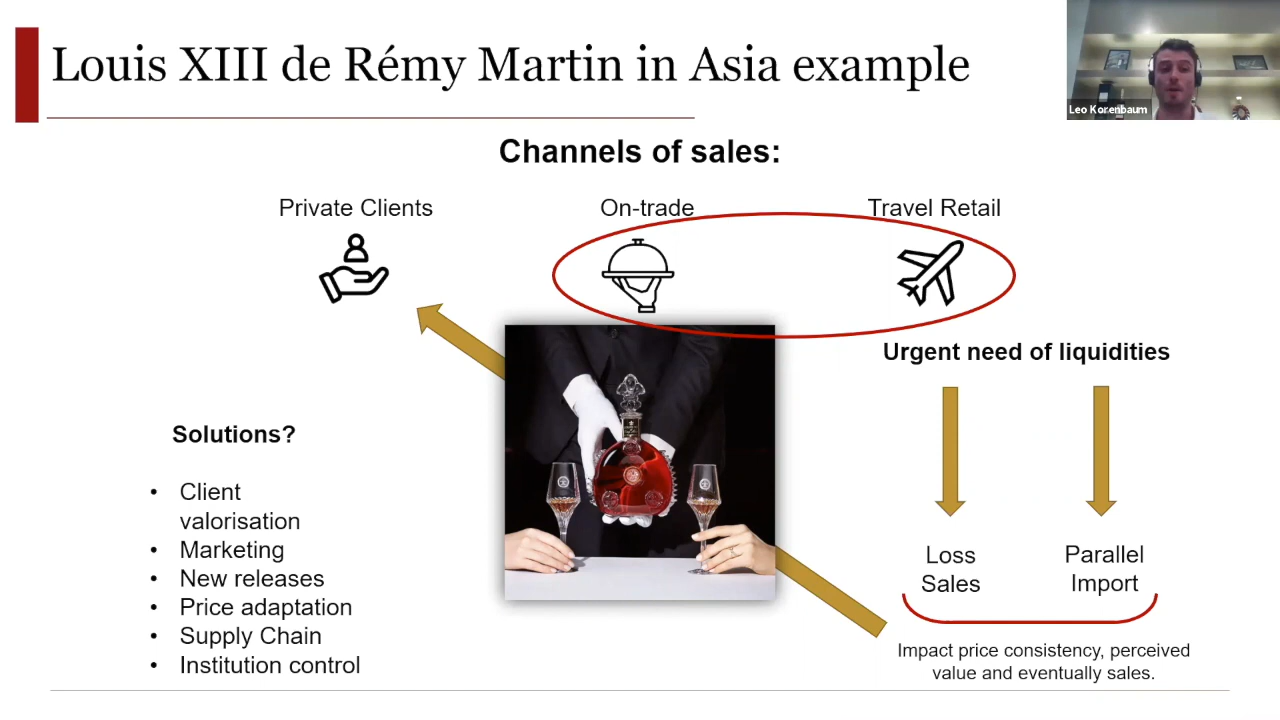 Louis XIII de Rémy Martin in Asia example
Leo Korenbaum
Channels of sales:
Private Clients
On-trade
Travel Retail
Urgent need of liquidities
Solutions?
• Client
valorisation
• Marketing
• New releases
• Price adaptation
• Supply Chain
• Institution control
Loss
Sales
Parallel
Import
Impact price consistency, perceived
value and eventually sales.